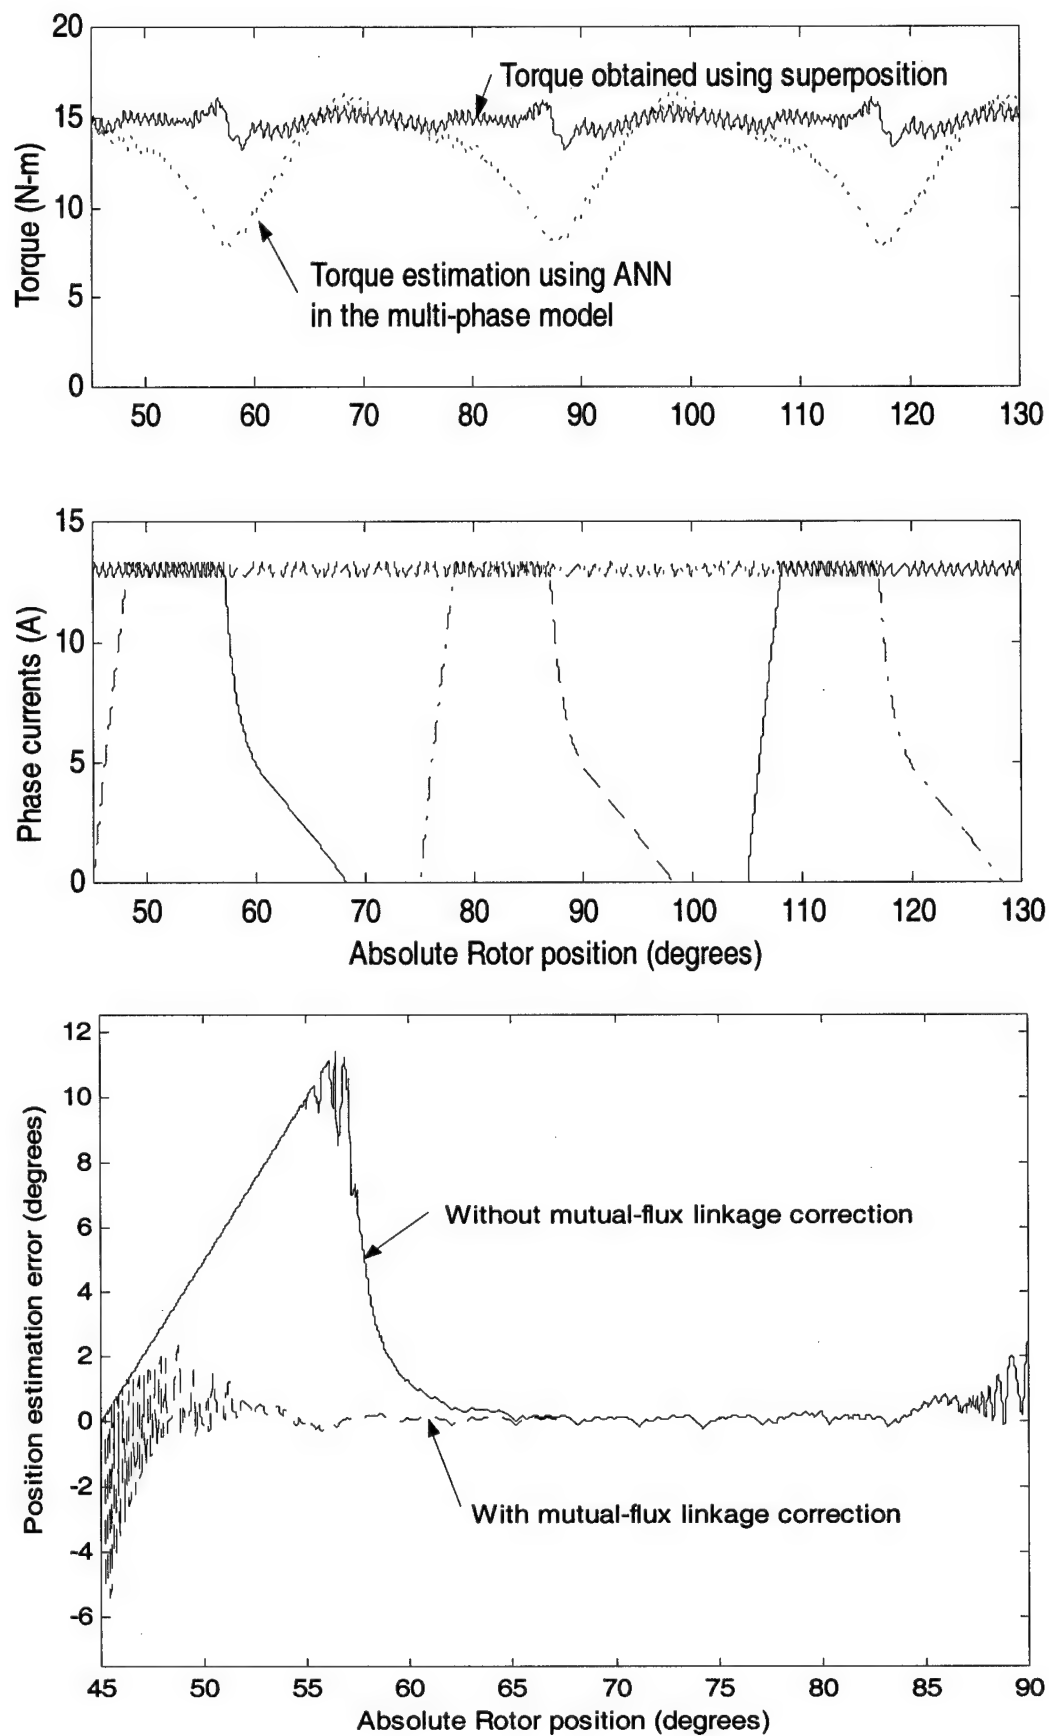 20
15
10
5
0
Torque (N-m)
Torque obtained using superposition
Torque estimation using ANN
in the multi-phase model
50 60 70 80 90 100 110 120 130
15
10
5
0
Phase currents (A)
50 60 70 80 90 100 110 120 130
Absolute Rotor position (degrees)
12
10
8
6
4
2
0
-2
-4
-6
Position estimation error (degrees)
Without mutual-flux linkage correction
With mutual-flux linkage correction
45 50 55 60 65 70 75 80 85 90
Absolute Rotor position (degrees)